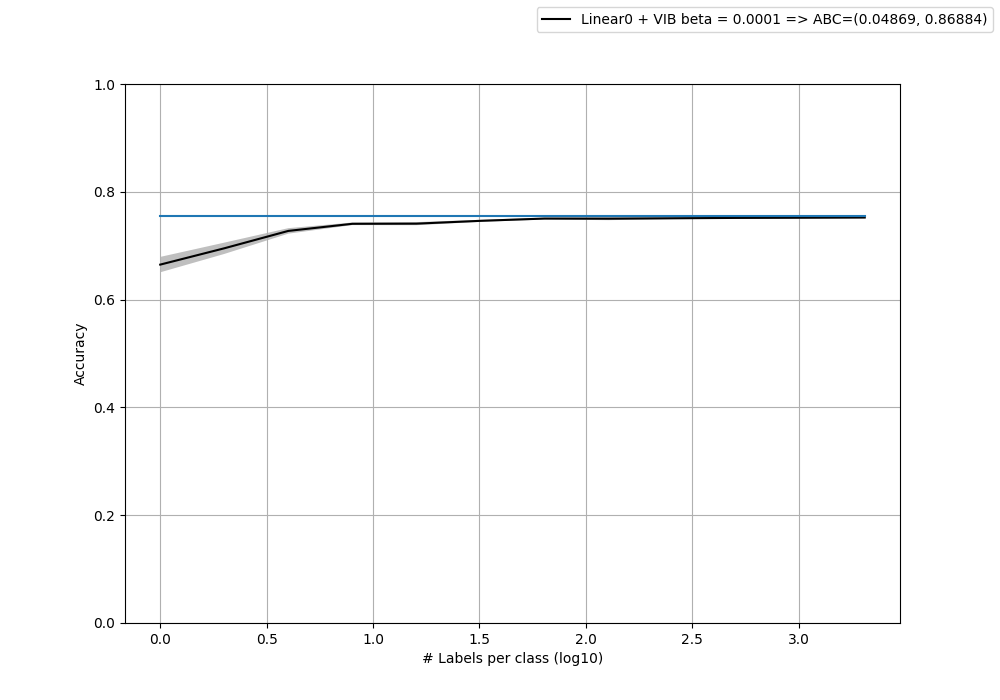 Linear0 + VIB beta = 0.0001 => ABC=(0.04869, 0.86884)
1.0
0.8
0.6
0.4
0.2
0.0
Accuracy
0.0 0.5 1.0 1.5 2.0 2.5 3.0
# Labels per class (log10)